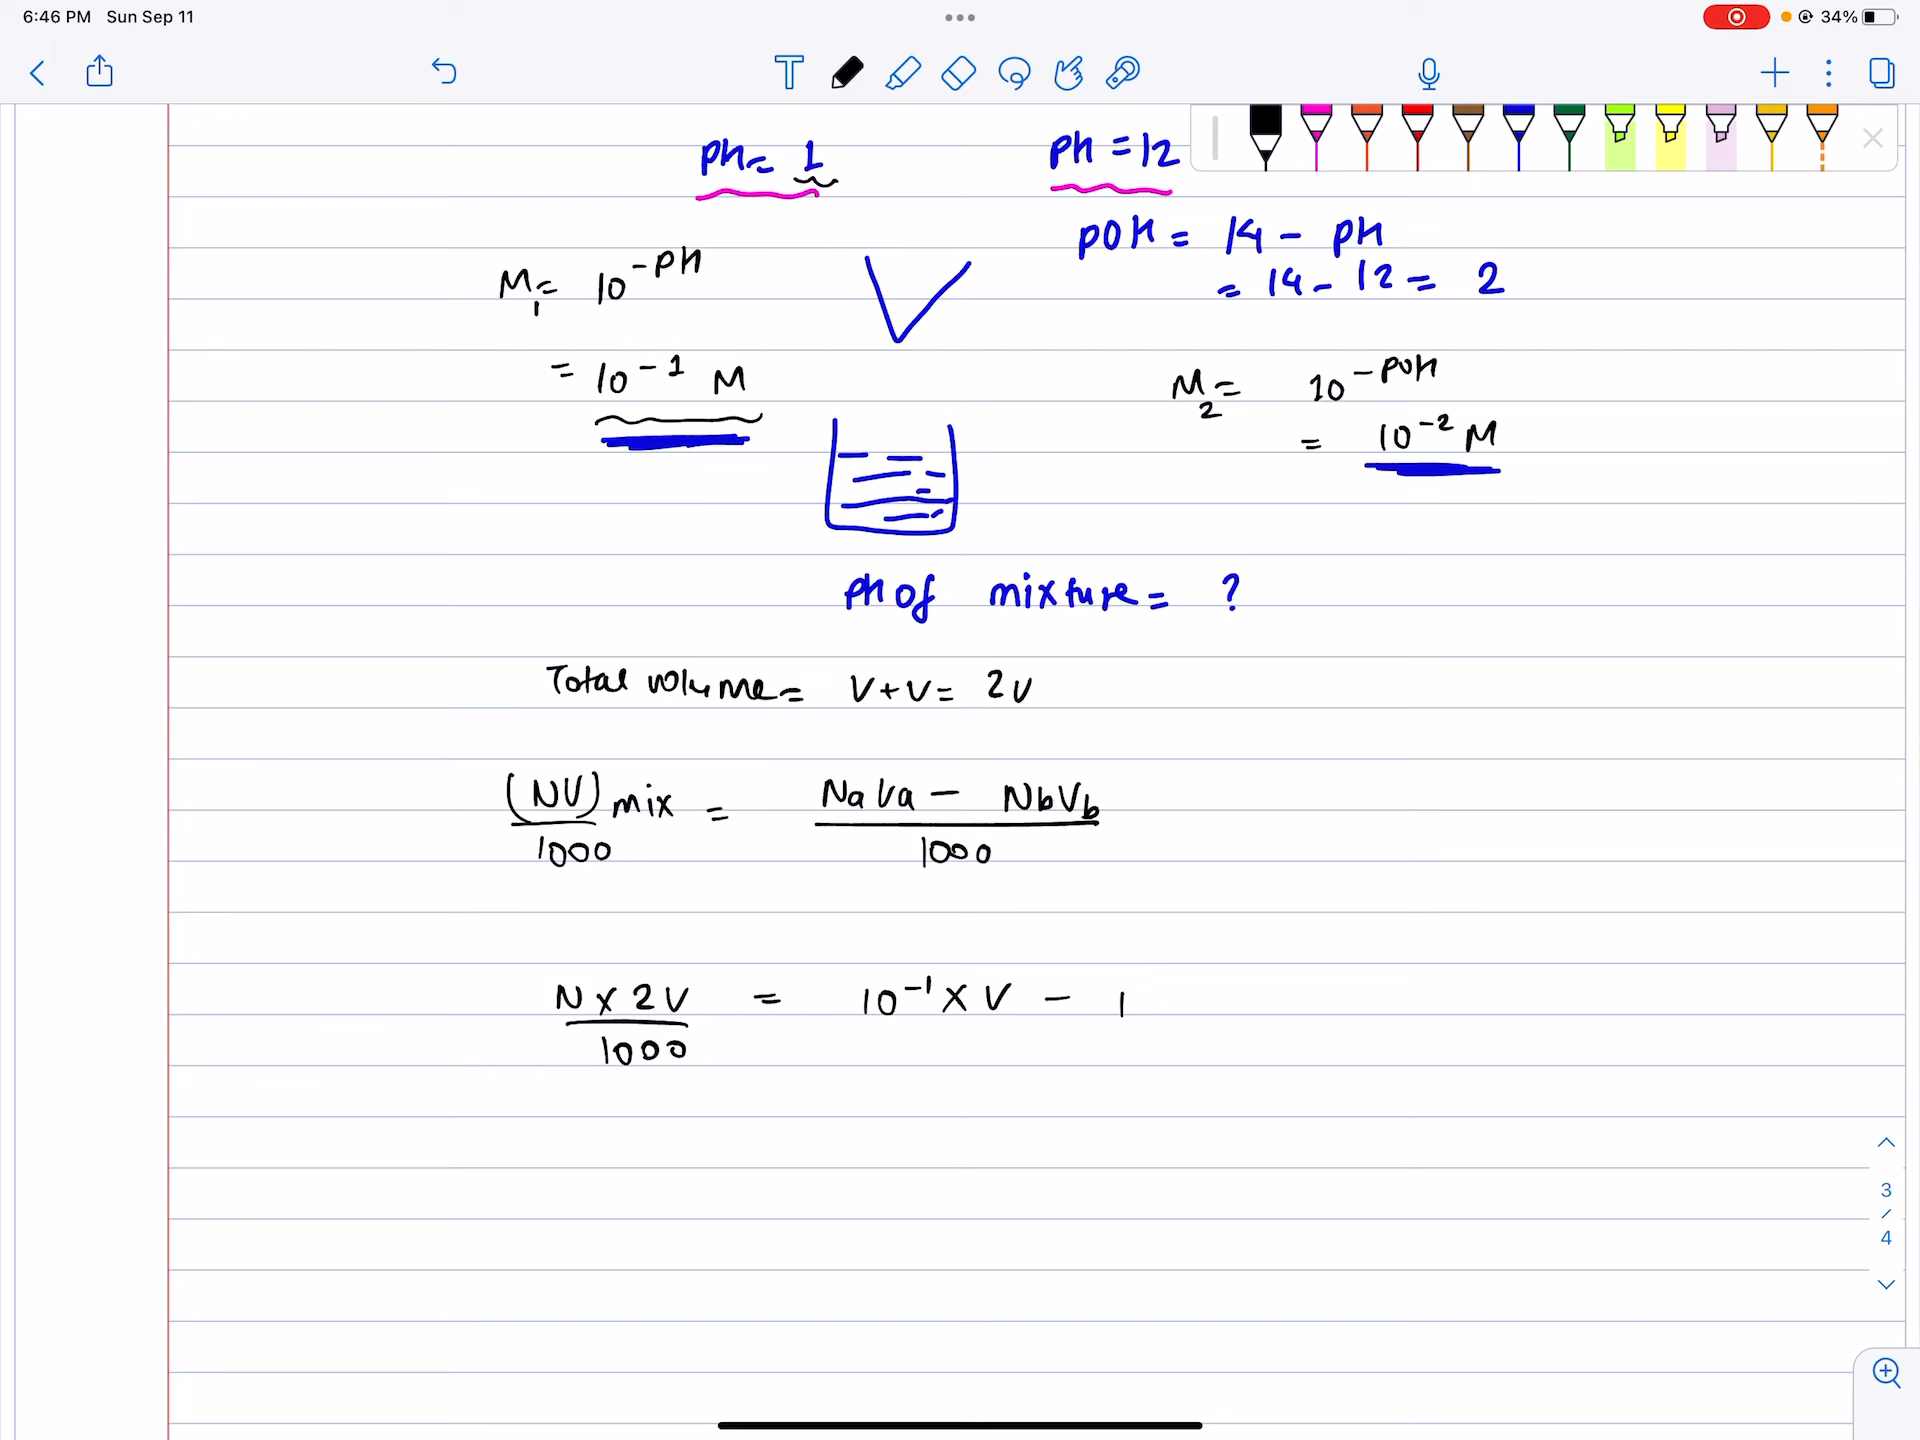 6:46 PM Sun Sep 11
34%
T
PH = 1
PH = 12
POH = 14 - PH
= 14 - 12 = 2
M1 = 10^-PH
= 10^-1 M
M2 = 10^-POH
= 10^-2 M
PH of mixture = ?
Total volume = V + V = 2V
(NV) mix / 1000 = NaVa - NbVb / 1000
N x 2V / 1000 = 10^-1 x V - 1
3
/
4